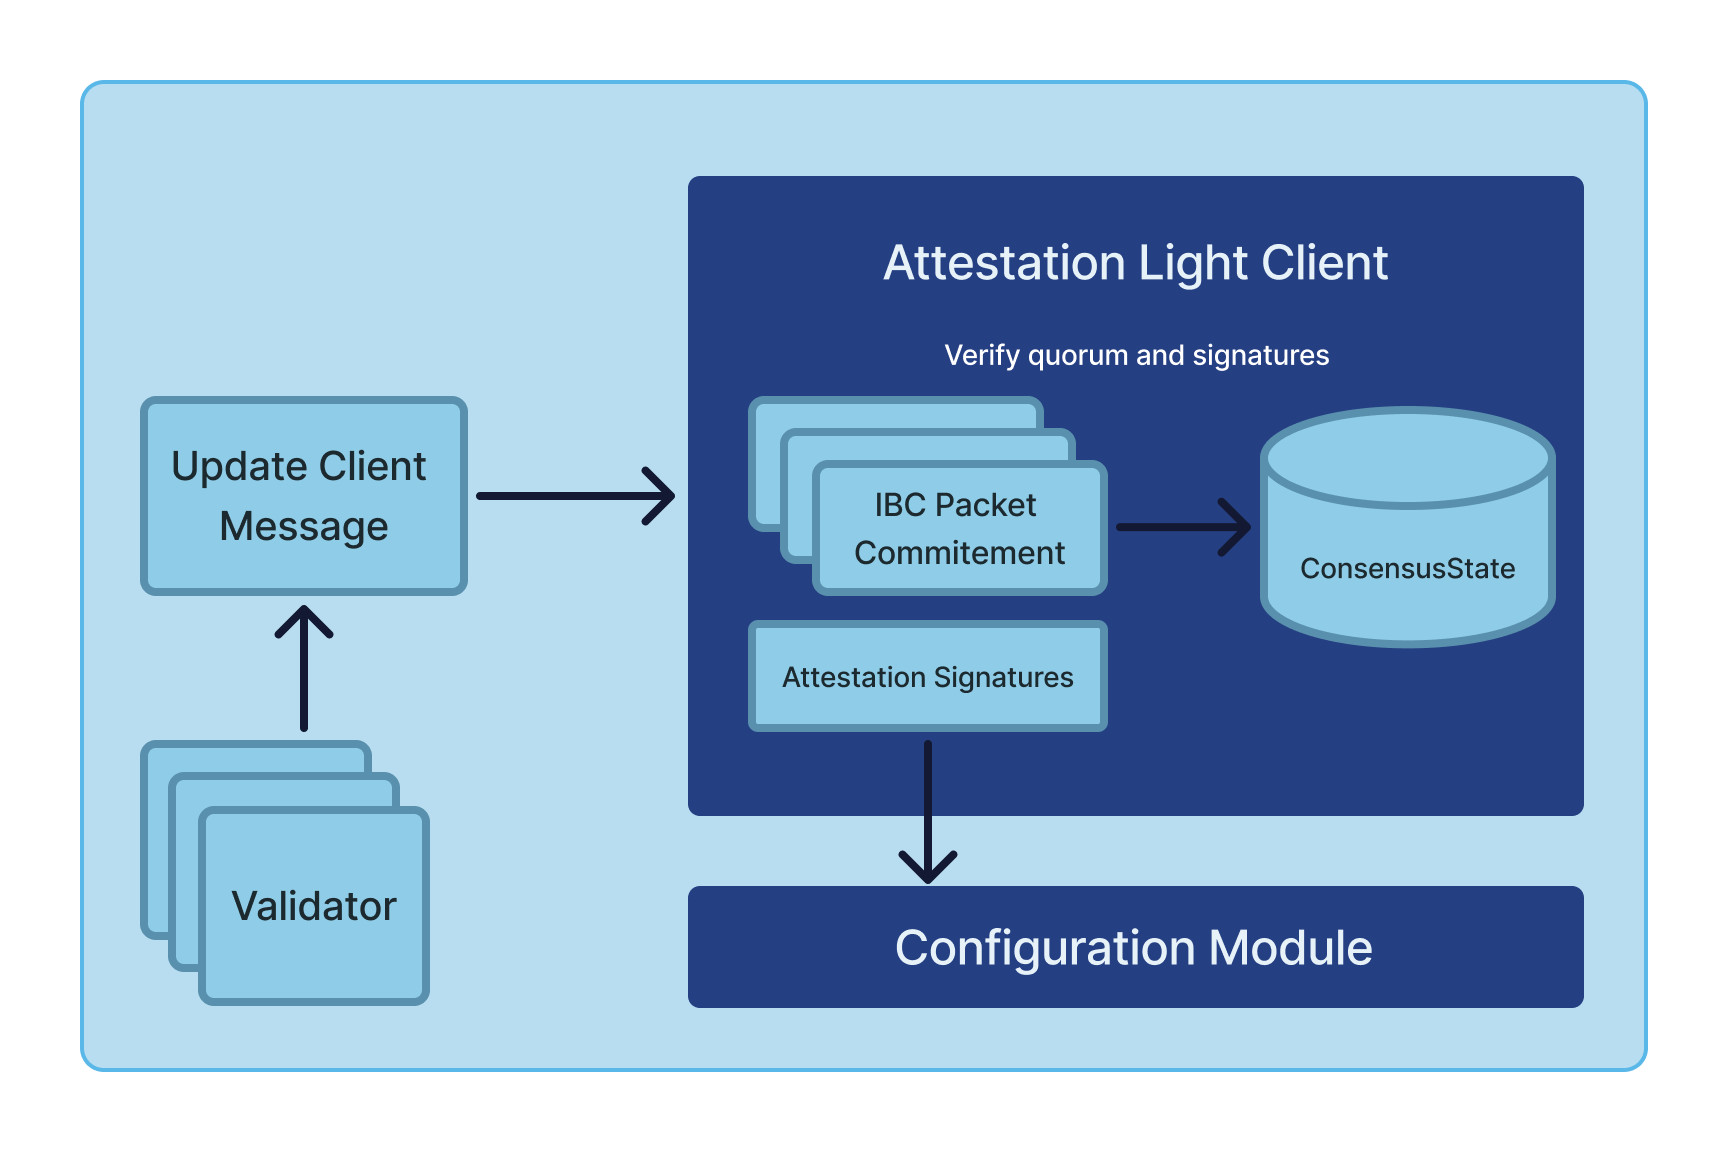 Attestation Light Client
Verify quorum and signatures
Update Client
Message
IBC Packet
Commitement
ConsensusState
Attestation Signatures
Validator
Configuration Module